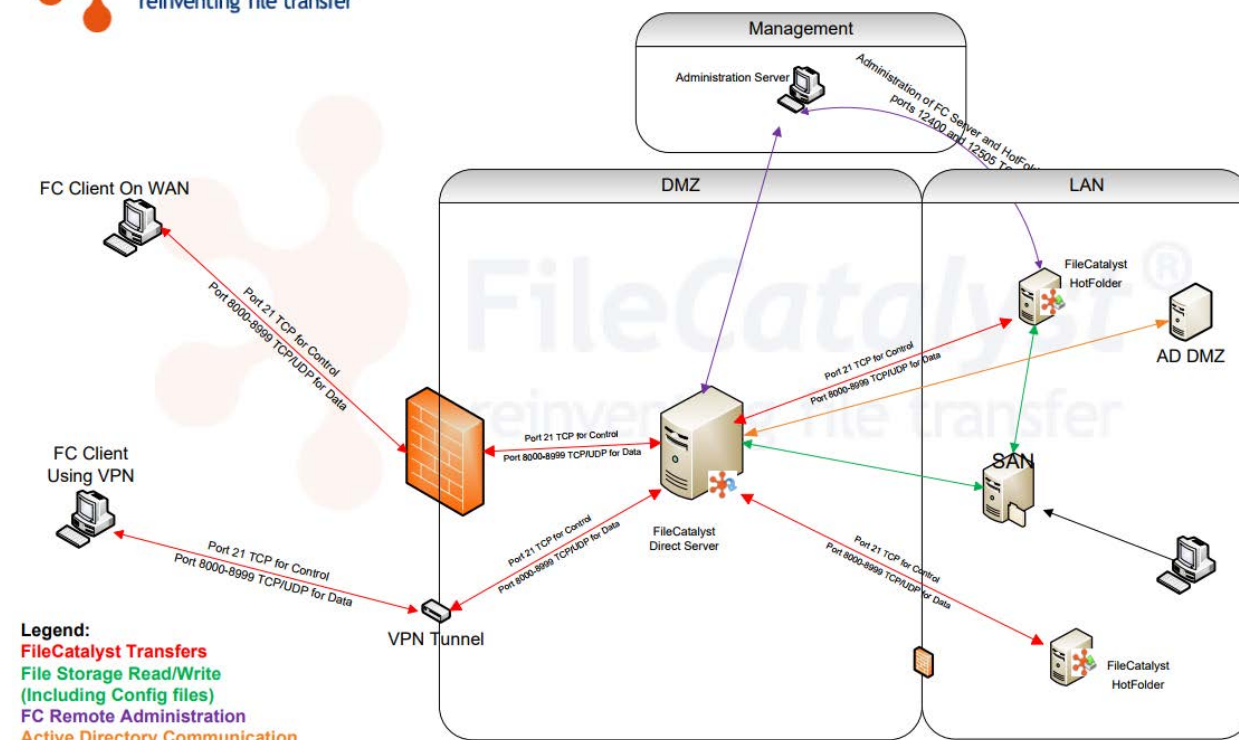 reinventing file transfer
Management
Administration Server
Administration of FC Server and HotFol
ports 12400 and 12505 T
DMZ
LAN
FC Client On WAN
Port 21 TCP for Control
Port 8000-8999 TCP/UDP for Data
FileCatalyst
HotFolder
AD DMZ
Port 21 TCP for Control
Port 8000-8999 TCP/UDP for Data
FileCatalyst®
reinventing file transfer
FC Client
Using VPN
Port 21 TCP for Control
Port 8000-8999 TCP/UDP for Data
SAN
FileCatalyst
Direct Server
Port 21 TCP for Control
Port 8000-8999 TCP/UDP for Data
Port 21 TCP for Control
Port 8000-8999 TCP/UDP for Data
Port 21 TCP for Control
Port 8000-8999 TCP/UDP for Data
VPN Tunnel
FileCatalyst
HotFolder
Legend:
FileCatalyst Transfers
File Storage Read/Write
(Including Config files)
FC Remote Administration
Active Directory Communication